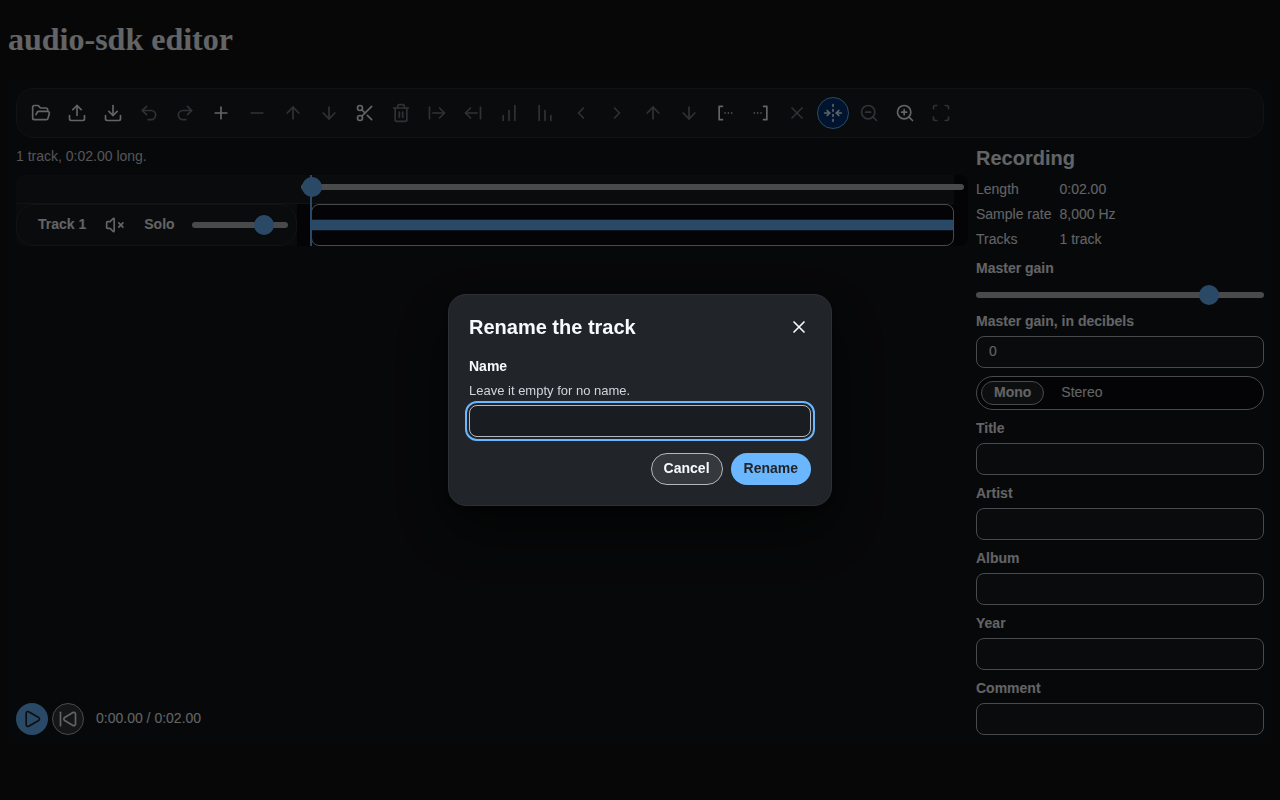 audio-sdk editor
1 track, 0:02.00 long.
Track 1
Solo
Recording
Length 0:02.00
Sample rate 8,000 Hz
Tracks 1 track
Master gain
Master gain, in decibels
0
Mono Stereo
Title
Artist
Album
Year
Comment
Rename the track
Name
Leave it empty for no name.
Cancel Rename
0:00.00 / 0:02.00